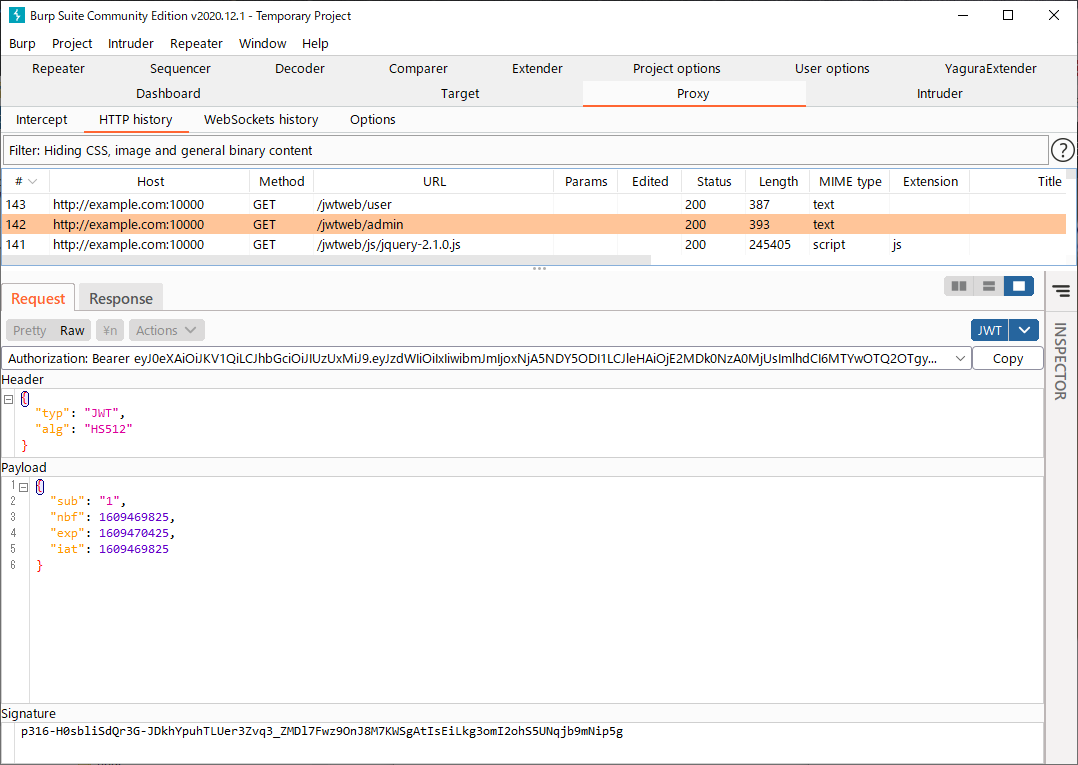 Burp Suite Community Edition v2020.12.1 - Temporary Project
Burp Project Intruder Repeater Window Help
Repeater Sequencer Decoder Comparer Extender Project options User options YaguraExtender
Dashboard Target Proxy Intruder
Intercept HTTP history WebSockets history Options
Filter: Hiding CSS, image and general binary content ?
# Host Method URL Params Edited Status Length MIME type Extension Title
143 http://example.com:10000 GET /jwtweb/user 200 387 text
142 http://example.com:10000 GET /jwtweb/admin 200 393 text
141 http://example.com:10000 GET /jwtweb/js/jquery-2.1.0.js 200 245405 script js
Request Response
Pretty Raw ¥n Actions JWT
Authorization: Bearer eyJ0eXAiOiJKV1QiLCJhbGciOiJIUzUxMiJ9.eyJzdWIiOiIxIiwibmJmIjoxNjA5NDY5ODI1LCJleHAiOjE2MDk0NzA0MjUsImlhdCI6MTYwOTQ2OTgy... Copy
INSPECTOR
Header
{
"typ": "JWT",
"alg": "HS512"
}
Payload
1 {
2 "sub": "1",
3 "nbf": 1609469825,
4 "exp": 1609470425,
5 "iat": 1609469825
6 }
Signature
p316-H0sbliSdQr3G-JDkhYpuhTLUer3Zvq3_ZMDl7Fwz9OnJ8M7KWSgAtIsEiLkg3omI2ohS5UNqjb9mNip5g